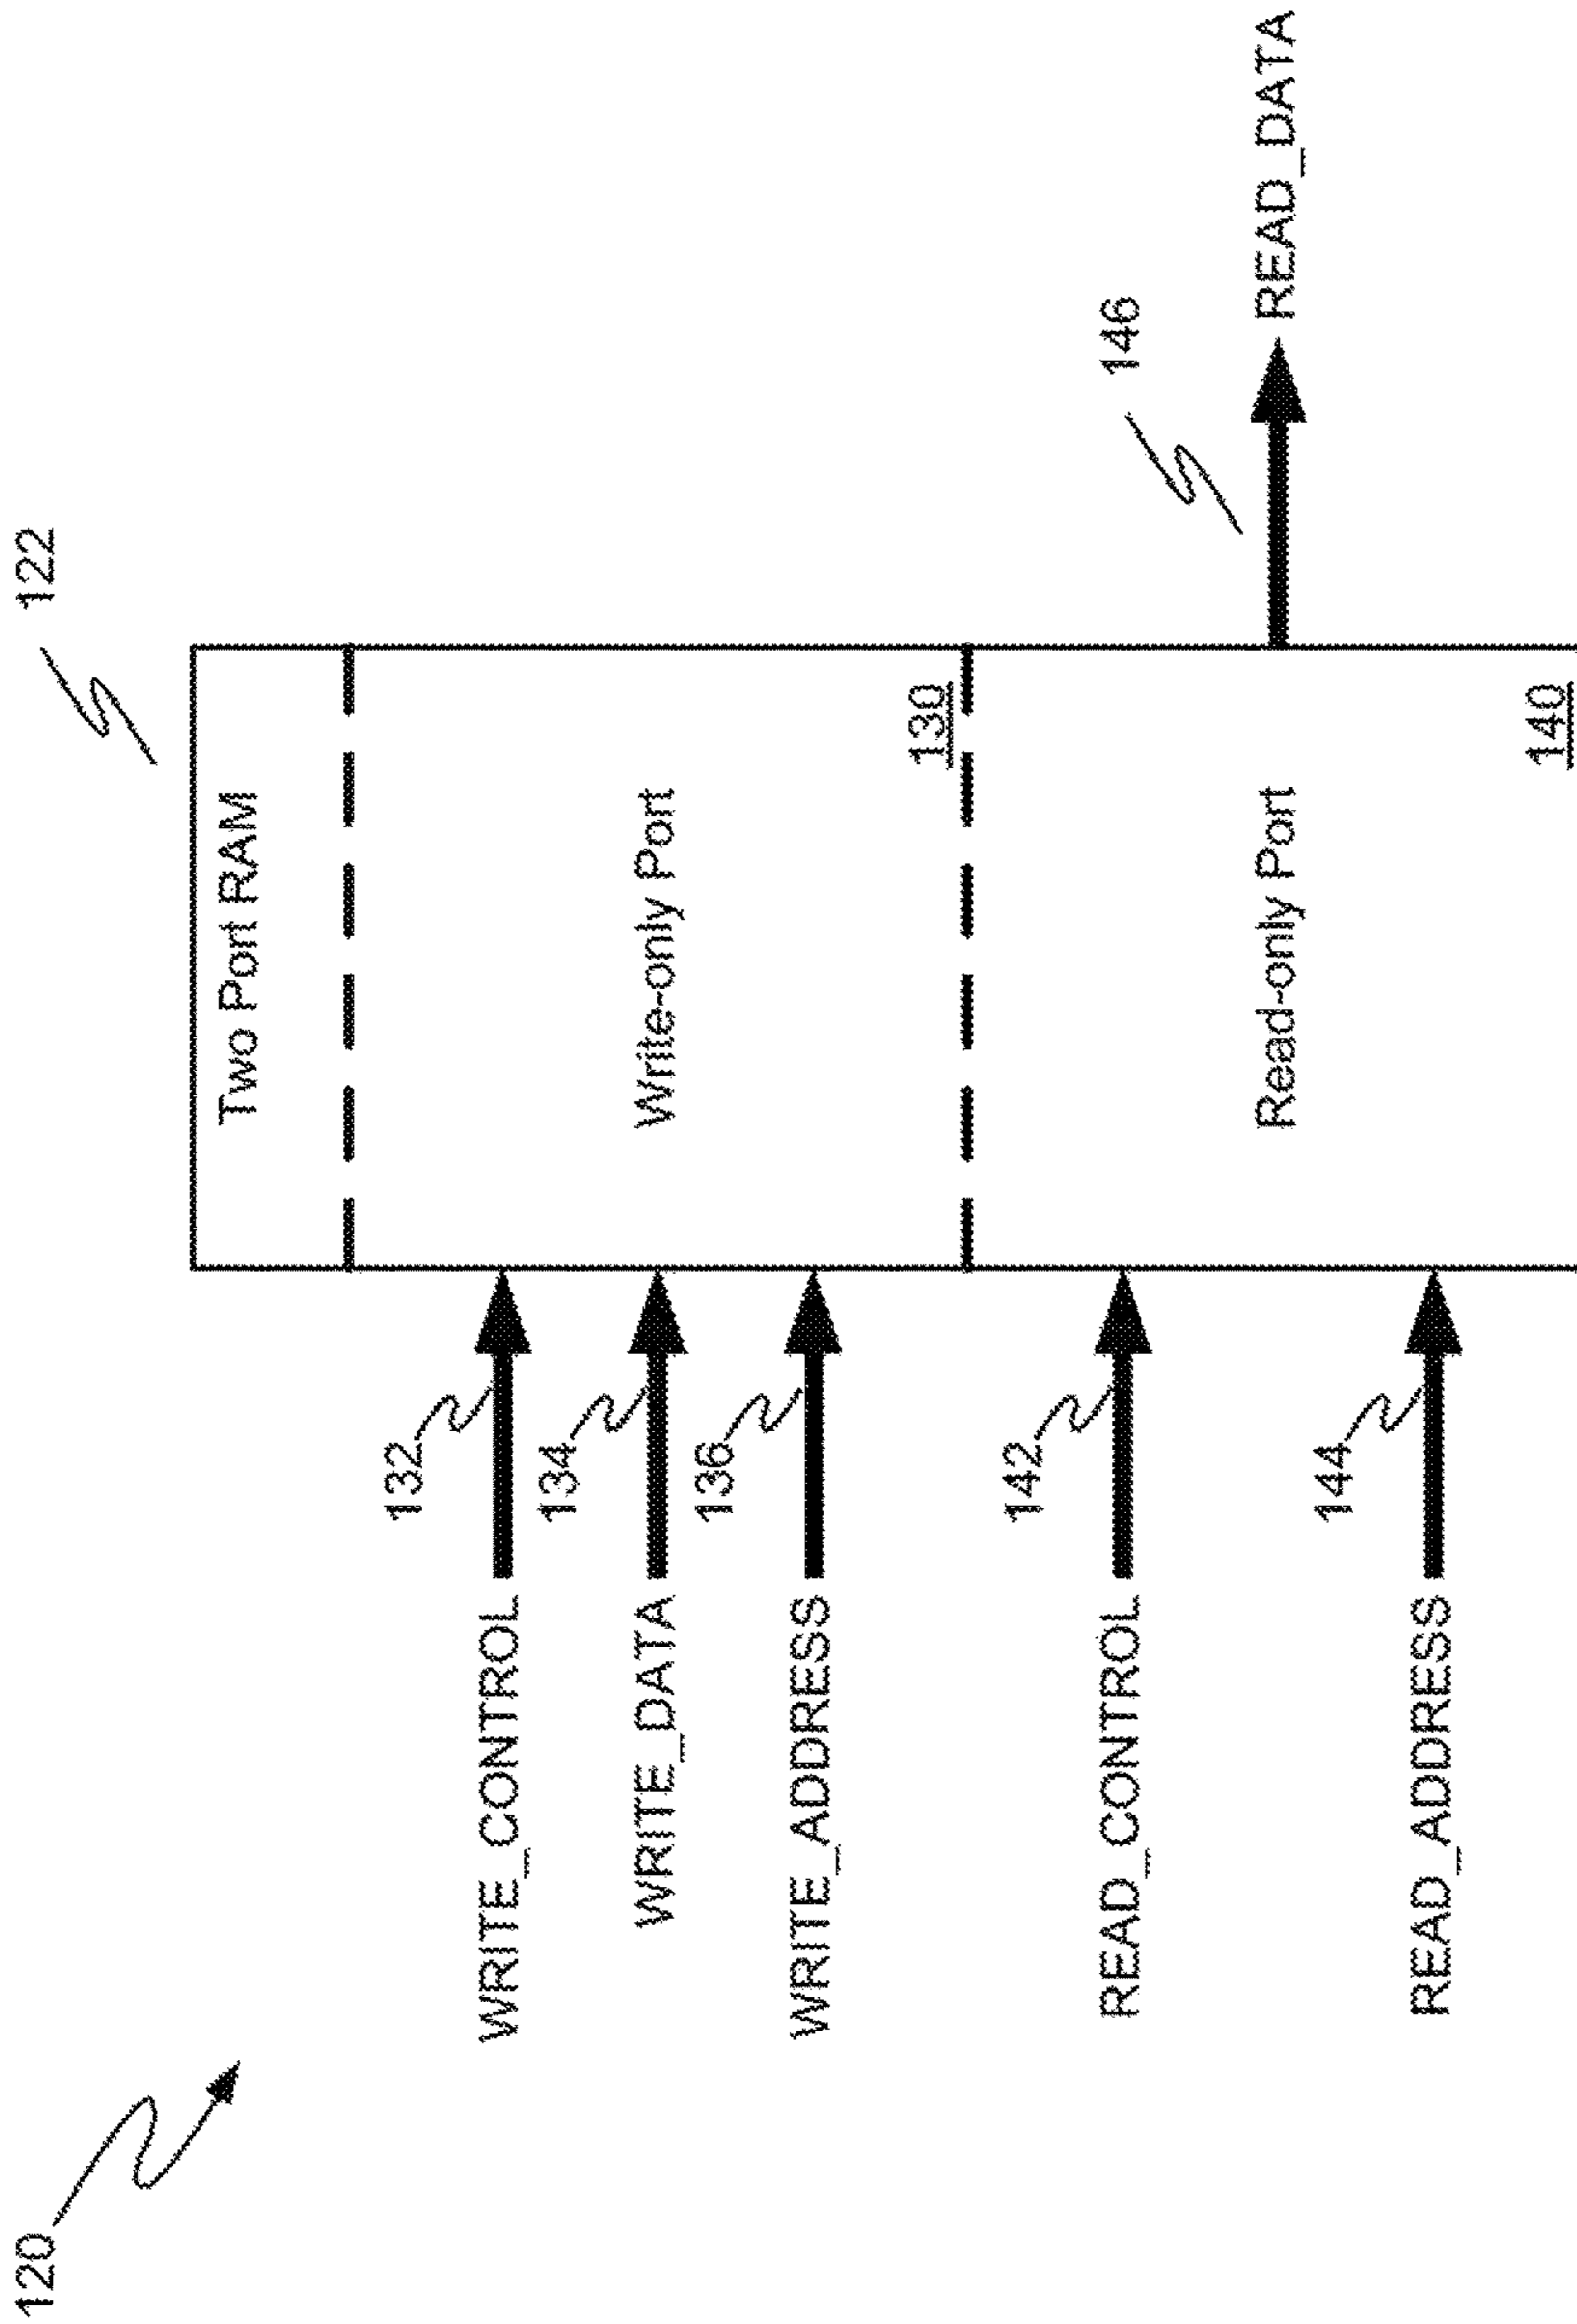 120
122
Two Port RAM
WRITE_CONTROL
132
WRITE_DATA
134
Write-only Port
WRITE_ADDRESS
136
130
READ_CONTROL
142
146
READ_DATA
Read-only Port
READ_ADDRESS
144
140